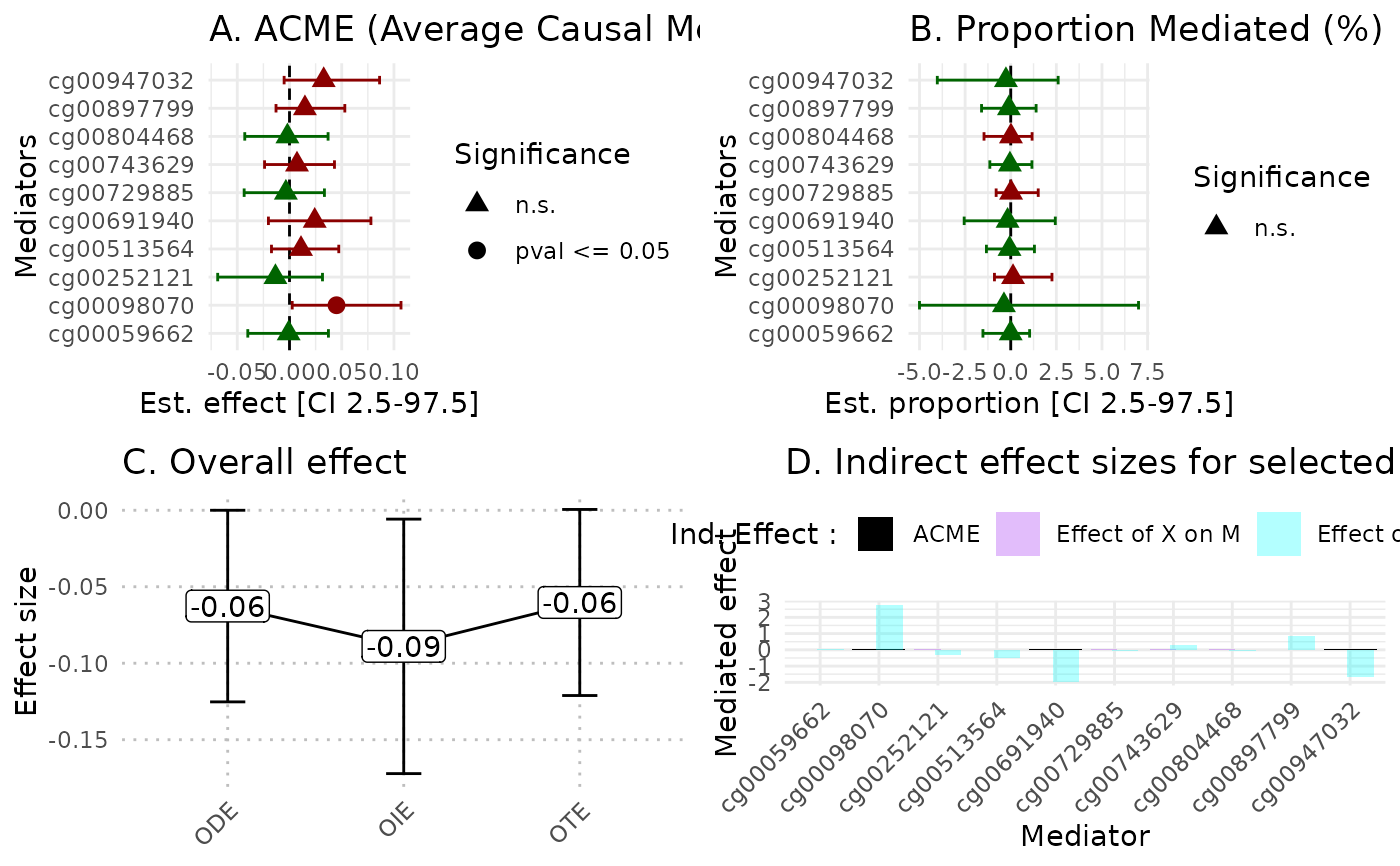 A. ACME (Average Causal Me
cg00947032
cg00897799
cg00804468
cg00743629
cg00729885
cg00691940
cg00513564
cg00252121
cg00098070
cg00059662
Mediators
-0.05 0.00 0.05 0.10
Est. effect [CI 2.5-97.5]
Significance
n.s.
pval <= 0.05
B. Proportion Mediated (%)
cg00947032
cg00897799
cg00804468
cg00743629
cg00729885
cg00691940
cg00513564
cg00252121
cg00098070
cg00059662
Mediators
-5.0 -2.5 0.0 2.5 5.0 7.5
Est. proportion [CI 2.5-97.5]
Significance
n.s.
C. Overall effect
Effect size
0.00
-0.05
-0.10
-0.15
-0.06
-0.09
-0.06
ODE OIE OTE
D. Indirect effect sizes for selected
Ind. Effect : ACME Effect of X on M Effect o
Mediated effect
3
2
1
0
-1
-2
cg00059662
cg00098070
cg00252121
cg00513564
cg00691940
cg00729885
cg00743629
cg00804468
cg00897799
cg00947032
Mediator